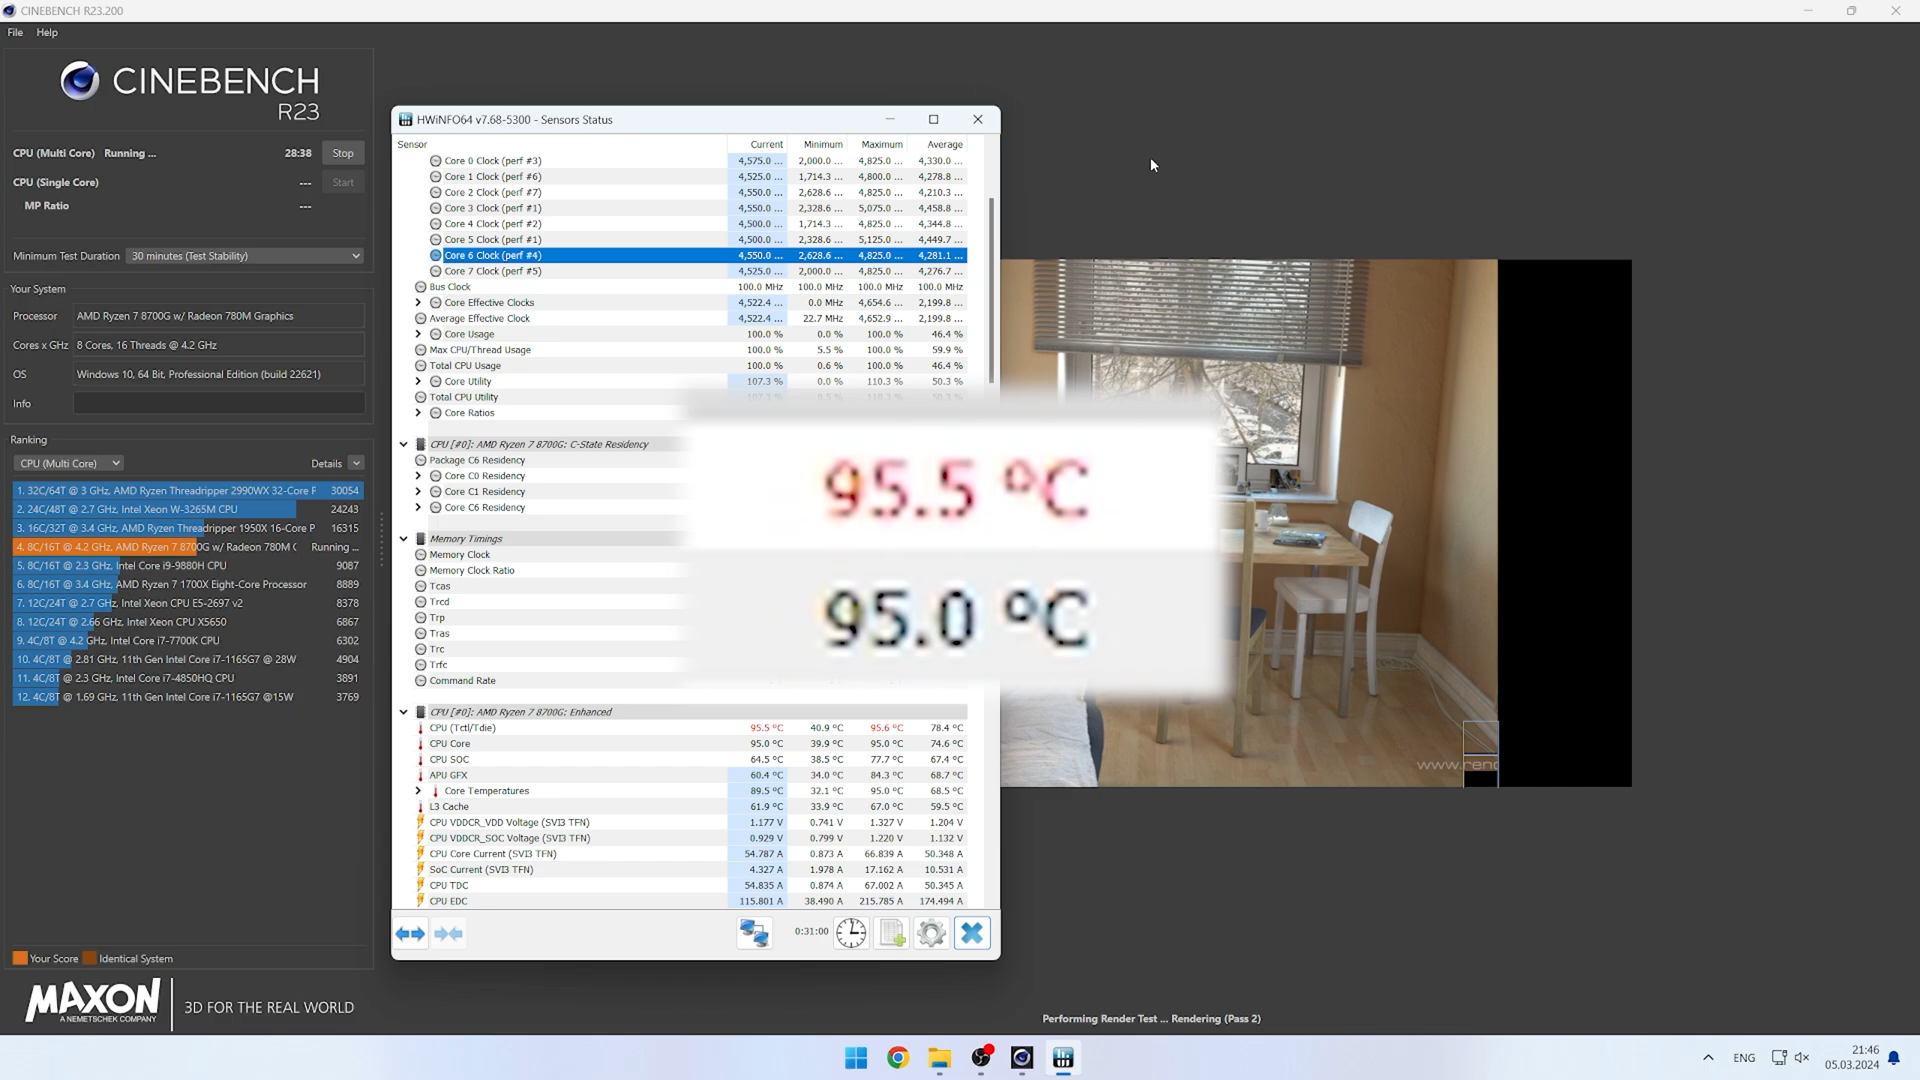 CINEBENCH R23.200
File Help
CINEBENCH
R23
CPU (Multi Core) Running ... 28:38 Stop
CPU (Single Core) --- Start
MP Ratio ---
Minimum Test Duration 30 minutes (Test Stability)
Your System
Processor AMD Ryzen 7 8700G w/ Radeon 780M Graphics
Cores x GHz 8 Cores, 16 Threads @ 4.2 GHz
OS Windows 10, 64 Bit, Professional Edition (build 22621)
Info
Ranking
CPU (Multi Core) Details
1. 32C/64T @ 3 GHz, AMD Ryzen Threadripper 2990WX 32-Core F 30054
2. 24C/48T @ 2.7 GHz, Intel Xeon W-3265M CPU 24243
3. 16C/32T @ 3.4 GHz, AMD Ryzen Threadripper 1950X 16-Core P 16315
4. 8C/16T @ 4.2 GHz, AMD Ryzen 7 8700G w/ Radeon 780M ( Running ...
5. 8C/16T @ 2.3 GHz, Intel Core i9-9880H CPU 9087
6. 8C/16T @ 3.4 GHz, AMD Ryzen 7 1700X Eight-Core Processor 8889
7. 12C/24T @ 2.7 GHz, Intel Xeon CPU E5-2697 v2 8378
8. 12C/24T @ 2.66 GHz, Intel Xeon CPU X5650 6867
9. 4C/8T @ 4.2 GHz, Intel Core i7-7700K CPU 6302
10. 4C/8T @ 2.81 GHz, 11th Gen Intel Core i7-1165G7 @ 28W 4904
11. 4C/8T @ 2.3 GHz, Intel Core i7-4850HQ CPU 3891
12. 4C/8T @ 1.69 GHz, 11th Gen Intel Core i7-1165G7 @15W 3769
Your Score Identical System
MAXON
A NEMETSCHEK COMPANY
3D FOR THE REAL WORLD
HWiNFO64 v7.68-5300 - Sensors Status
Sensor Current Minimum Maximum Average
Core 0 Clock (perf #3) 4,575.0 ... 2,000.0 ... 4,825.0 ... 4,330.0 ...
Core 1 Clock (perf #6) 4,525.0 ... 1,714.3 ... 4,800.0 ... 4,278.8 ...
Core 2 Clock (perf #7) 4,550.0 ... 2,628.6 ... 4,825.0 ... 4,210.3 ...
Core 3 Clock (perf #1) 4,550.0 ... 2,328.6 ... 5,075.0 ... 4,458.8 ...
Core 4 Clock (perf #2) 4,500.0 ... 1,714.3 ... 4,825.0 ... 4,344.8 ...
Core 5 Clock (perf #1) 4,500.0 ... 2,328.6 ... 5,125.0 ... 4,449.7 ...
Core 6 Clock (perf #4) 4,550.0 ... 2,628.6 ... 4,825.0 ... 4,281.1 ...
Core 7 Clock (perf #5) 4,525.0 ... 2,000.0 ... 4,825.0 ... 4,276.7 ...
Bus Clock 100.0 MHz 100.0 MHz 100.0 MHz 100.0 MHz
Core Effective Clocks 4,522.4 ... 0.0 MHz 4,654.6 ... 2,199.8 ...
Average Effective Clock 4,522.4 ... 22.7 MHz 4,652.9 ... 2,199.8 ...
Core Usage 100.0 % 0.0 % 100.0 % 46.4 %
Max CPU/Thread Usage 100.0 % 5.5 % 100.0 % 59.9 %
Total CPU Usage 100.0 % 0.6 % 100.0 % 46.4 %
Core Utility 107.3 % 0.0 % 110.3 % 50.3 %
Total CPU Utility 107.3 % 0.5 % 110.3 % 50.3 %
Core Ratios
CPU [#0]: AMD Ryzen 7 8700G: C-State Residency
Package C6 Residency
Core C0 Residency
Core C1 Residency
Core C6 Residency
95.5 °C
95.0 °C
Memory Timings
Memory Clock
Memory Clock Ratio
Tcas
Trcd
Trp
Tras
Trc
Trfc
Command Rate
CPU [#0]: AMD Ryzen 7 8700G: Enhanced
CPU (Tctl/Tdie) 95.5 °C 40.9 °C 95.6 °C 78.4 °C
CPU Core 95.0 °C 39.9 °C 95.0 °C 74.6 °C
CPU SOC 64.5 °C 38.5 °C 77.7 °C 67.4 °C
APU GFX 60.4 °C 34.0 °C 84.3 °C 68.7 °C
Core Temperatures 89.5 °C 32.1 °C 95.0 °C 68.5 °C
L3 Cache 61.9 °C 33.9 °C 67.0 °C 59.5 °C
CPU VDDCR_VDD Voltage (SVI3 TFN) 1.177 V 0.741 V 1.327 V 1.204 V
CPU VDDCR_SOC Voltage (SVI3 TFN) 0.929 V 0.799 V 1.220 V 1.132 V
CPU Core Current (SVI3 TFN) 54.787 A 0.873 A 66.839 A 50.348 A
SoC Current (SVI3 TFN) 4.327 A 1.978 A 17.162 A 10.531 A
CPU TDC 54.835 A 0.874 A 67.002 A 50.345 A
CPU EDC 115.801 A 38.490 A 215.785 A 174.494 A
0:31:00
www.rend
Performing Render Test ... Rendering (Pass 2)
ENG
21:46
05.03.2024